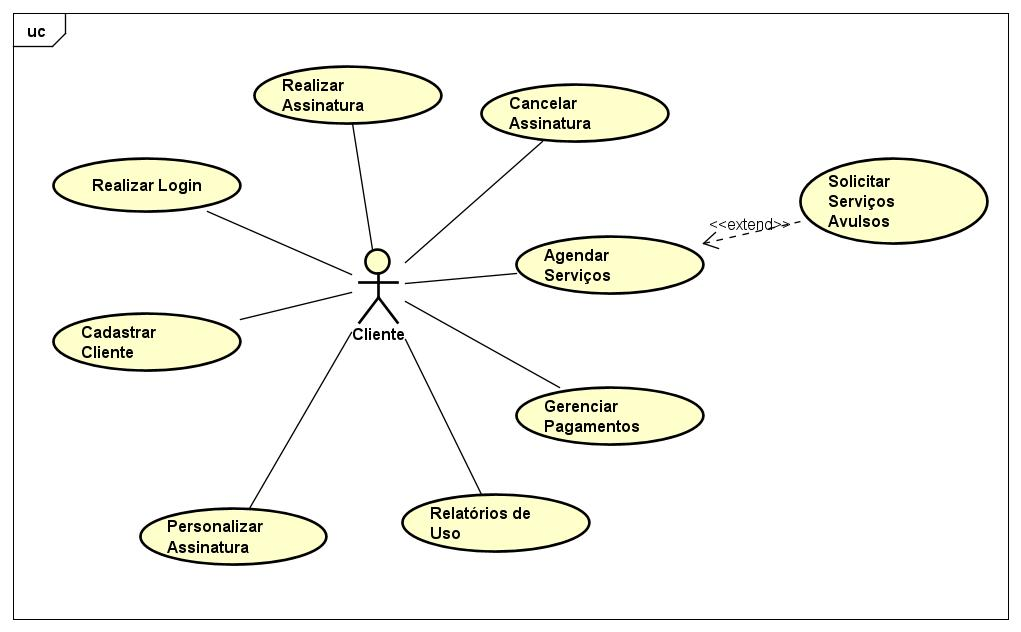 uc
Realizar
Assinatura
Cancelar
Assinatura
Realizar Login
Solicitar
Serviços
Avulsos
<<extend>>
Agendar
Serviços
Cadastrar
Cliente
Cliente
Gerenciar
Pagamentos
Personalizar
Assinatura
Relatórios de
Uso